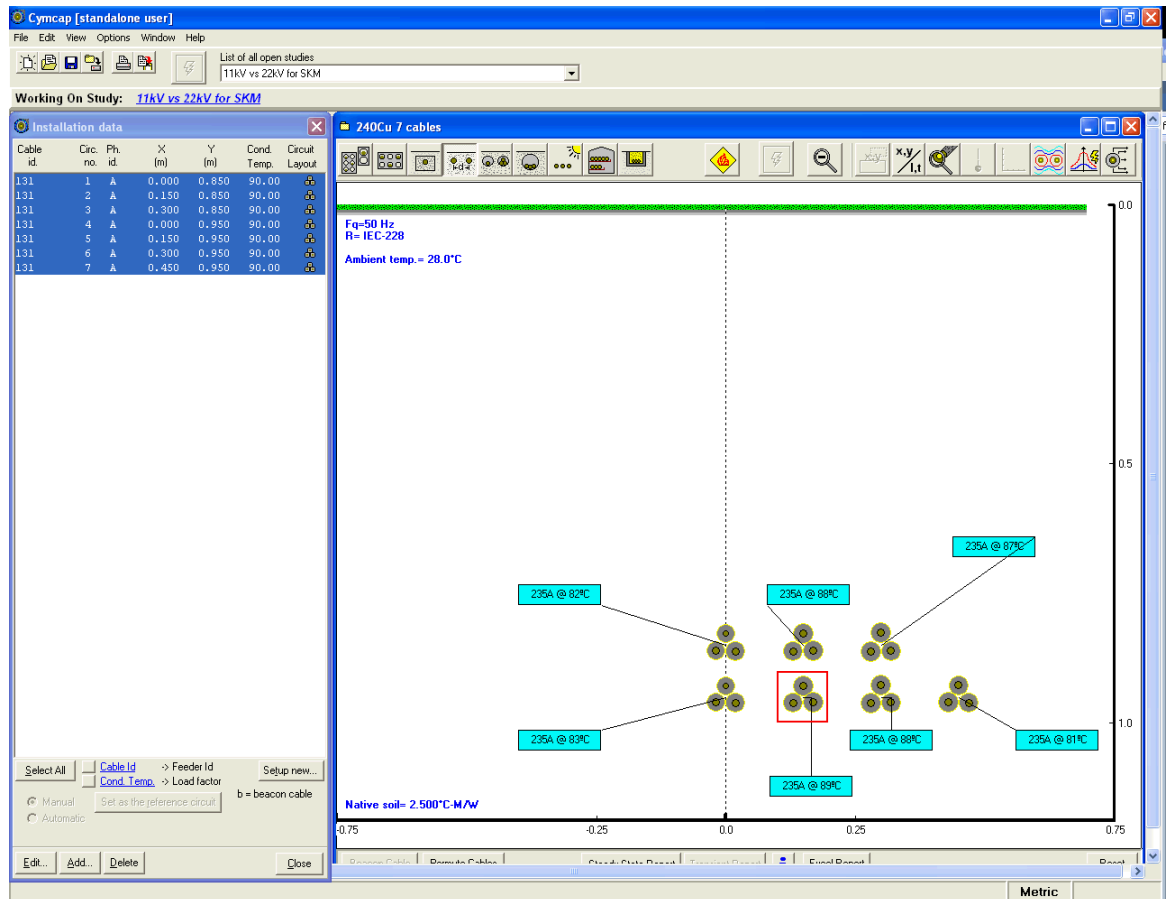 Cymcap [standalone user]
File Edit View Options Window Help
List of all open studies
11kV vs 22kV for SKM
Working On Study: 11kV vs 22kV for SKM
Installation data
Cable id. Circ. no. Ph. id. X (m) Y (m) Cond. Temp. Circuit Layout
131 1 A 0.000 0.850 90.00
131 2 A 0.150 0.850 90.00
131 3 A 0.300 0.850 90.00
131 4 A 0.000 0.950 90.00
131 5 A 0.150 0.950 90.00
131 6 A 0.300 0.950 90.00
131 7 A 0.450 0.950 90.00
Select All
Cable Id -> Feeder Id
Cond. Temp. -> Load factor
Setup new...
b = beacon cable
Manual
Automatic
Set as the reference circuit
Edit... Add... Delete Close
240Cu 7 cables
x,y
I,t
Fq=50 Hz
R= IEC-228
Ambient temp.= 28.0°C
0.0
0.5
235A @ 87ºC
235A @ 82ºC
235A @ 88ºC
1.0
235A @ 83ºC
235A @ 88ºC
235A @ 81ºC
235A @ 89ºC
Native soil= 2.500°C-M/W
-0.75 -0.25 0.0 0.25 0.75
Beacon Cable Permute Cables Steady State Report Transient Report Excel Report Reset
Metric